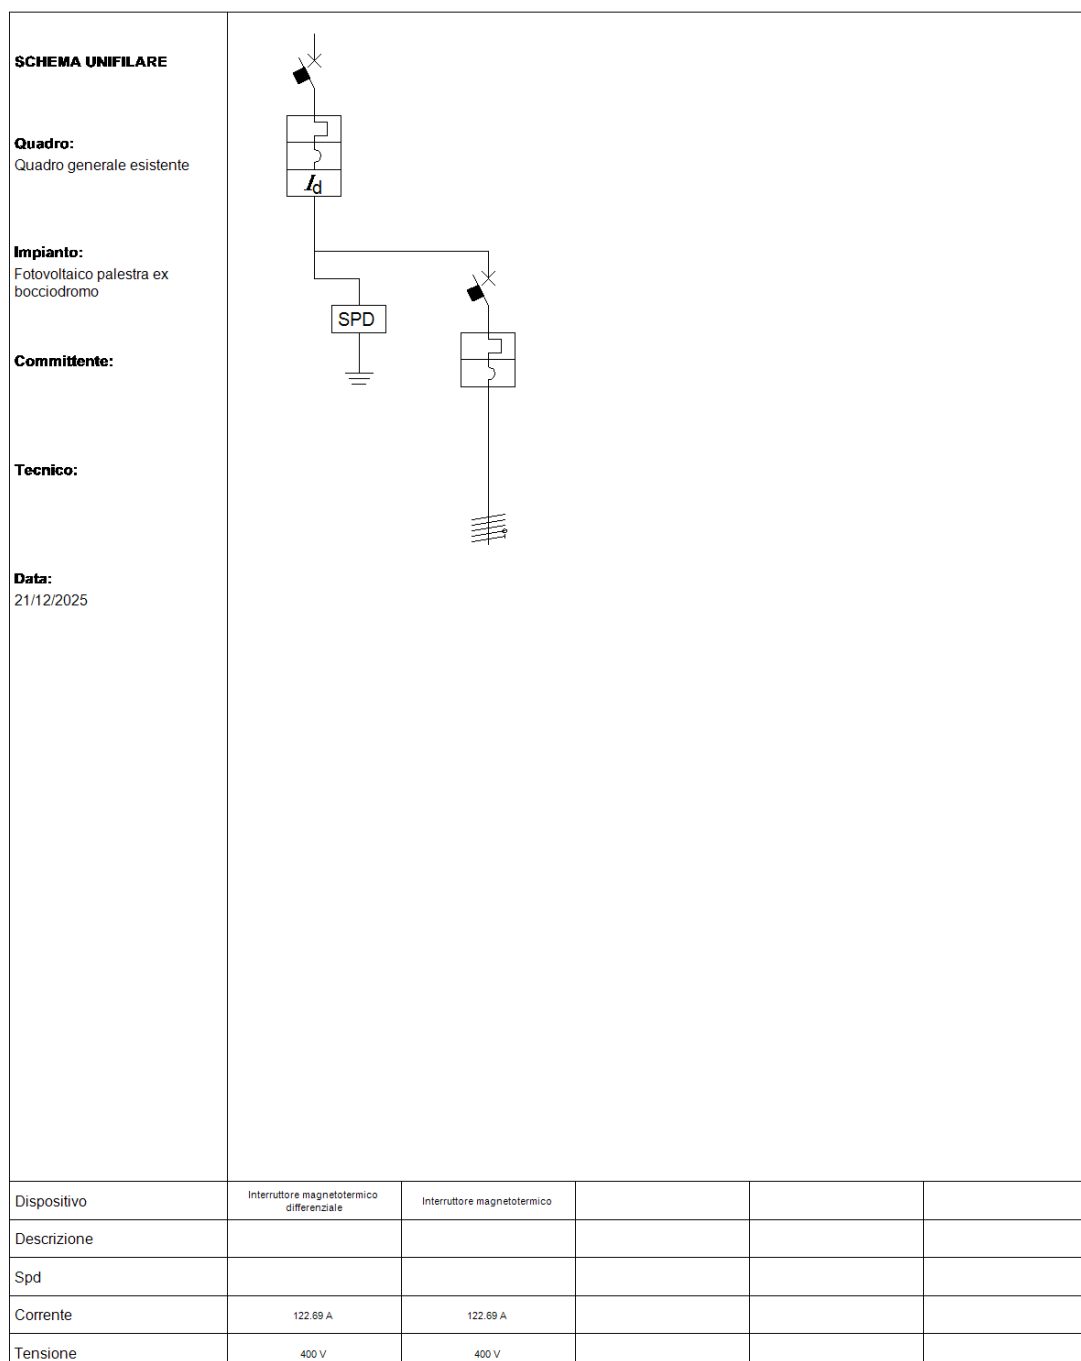 SCHEMA UNIFILARE
Quadro:
Quadro generale esistente
Id
Impianto:
Fotovoltaico palestra ex
bocciodromo
SPD
Committente:
Tecnico:
Data:
21/12/2025
Dispositivo
Interruttore magnetotermico
differenziale
Interruttore magnetotermico
Descrizione
Spd
Corrente
122.69 A
122.69 A
Tensione
400 V
400 V